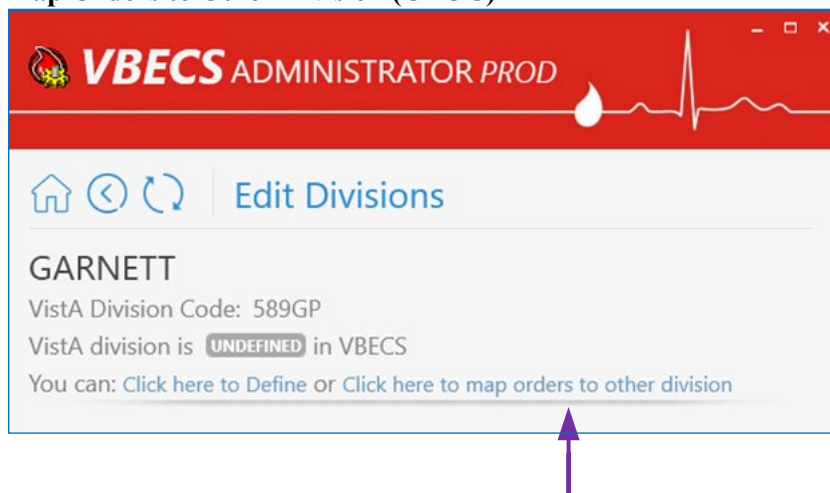 VBECS ADMINISTRATOR PROD
Edit Divisions
GARNETT
VistA Division Code: 589GP
VistA division is UNDEFINED in VBECS
You can: Click here to Define or Click here to map orders to other division